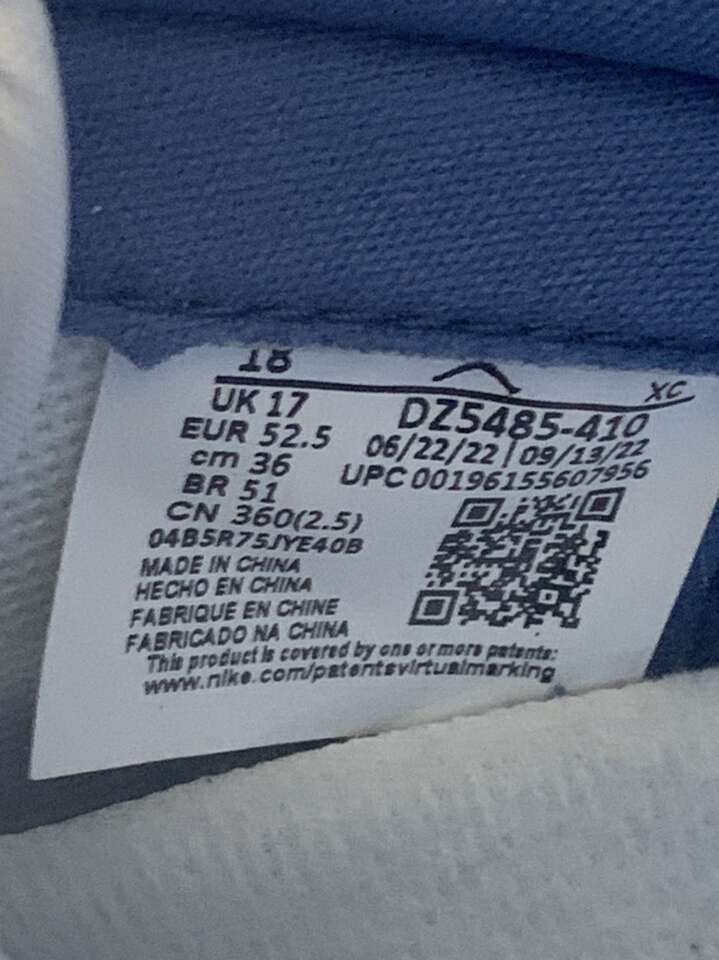 18
XC
UK 17
EUR 52.5
cm 36
BR 51
CN 360(2.5)
04B5R75JYE40B
DZ5485-410
06/22/22 | 09/13/22
UPC 00196155607956
MADE IN CHINA
HECHO EN CHINA
FABRIQUE EN CHINE
FABRICADO NA CHINA
This product is covered by one or more patents:
www.nike.com/patentsvirtualmarking